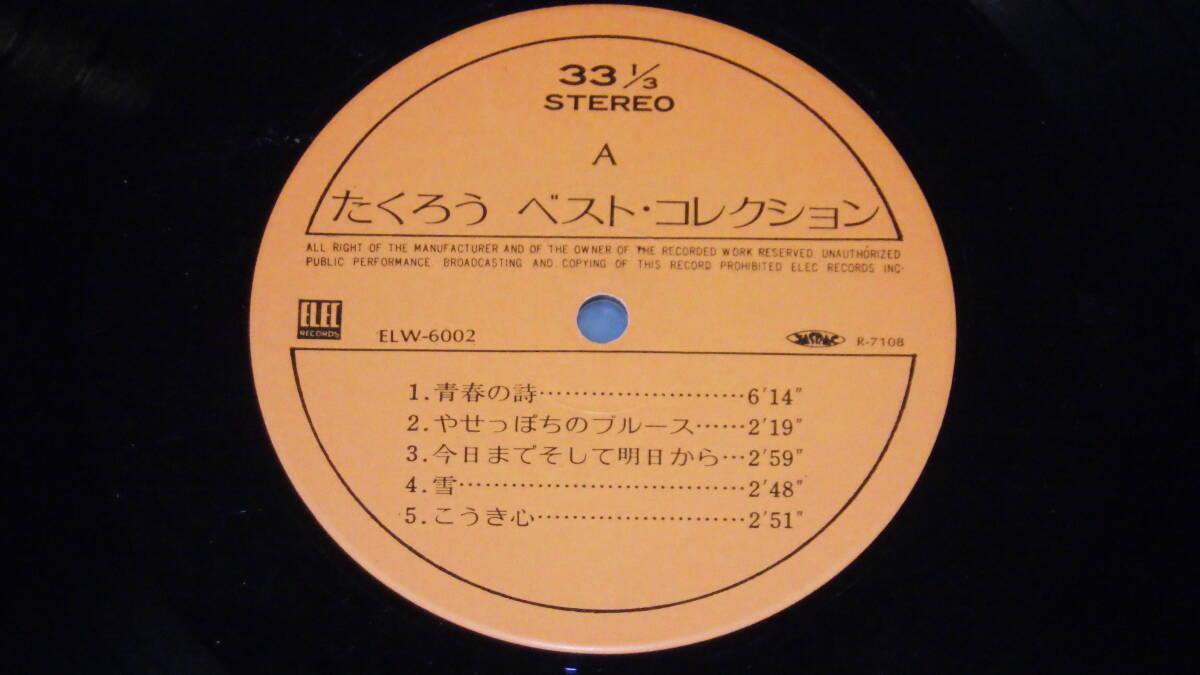 33 1/3
STEREO
A
たくろう ベスト・コレクション
ALL RIGHT OF THE MANUFACTURER AND OF THE OWNER OF THE RECORDED WORK RESERVED. UNAUTHORIZED
PUBLIC PERFORMANCE. BROADCASTING AND COPYING OF THIS RECORD PROHIBITED ELEC RECORDS INC.
ELEC
RECORDS
ELW-6002
JASRAC
R-7108
1.青春の詩……………………6′14″
2.やせっぽちのブルース……2′19″
3.今日までそして明日から…2′59″
4.雪……………………………2′48″
5.こうき心……………………2′51″